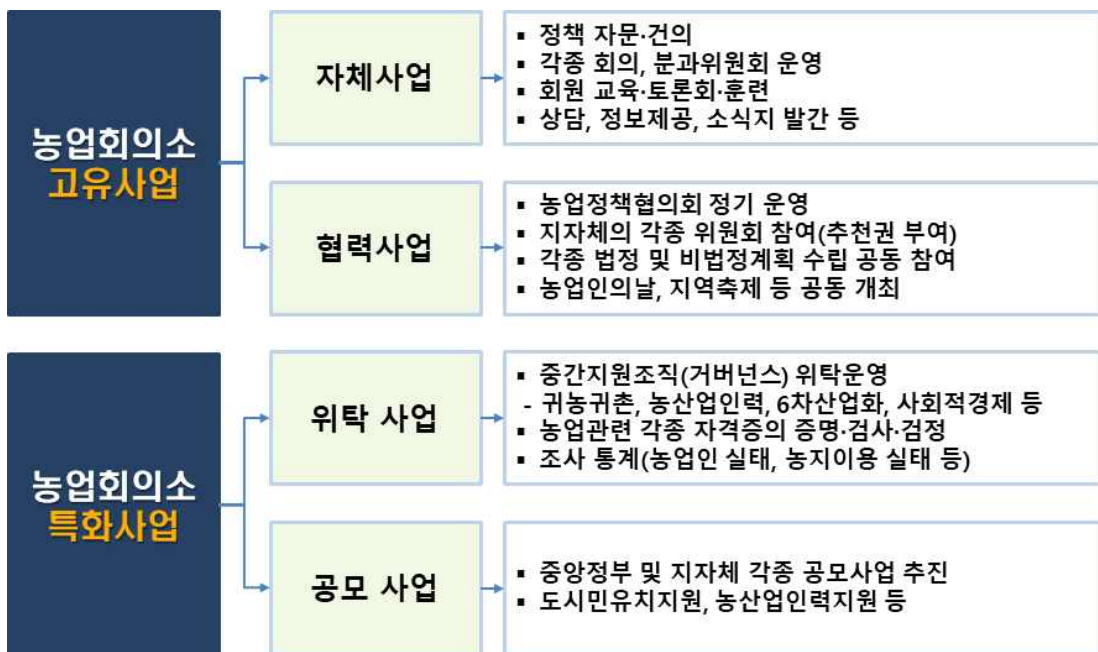 농업회의소
고유사업
자체사업
▪ 정책 자문·건의
▪ 각종 회의, 분과위원회 운영
▪ 회원 교육·토론회·훈련
▪ 상담, 정보제공, 소식지 발간 등
협력사업
▪ 농업정책협의회 정기 운영
▪ 지자체의 각종 위원회 참여(추천권 부여)
▪ 각종 법정 및 비법정계획 수립 공동 참여
▪ 농업인의날, 지역축제 등 공동 개최
농업회의소
특화사업
위탁 사업
▪ 중간지원조직(거버넌스) 위탁운영
- 귀농귀촌, 농산업인력, 6차산업화, 사회적경제 등
▪ 농업관련 각종 자격증의 증명·검사·검정
▪ 조사 통계(농업인 실태, 농지이용 실태 등)
공모 사업
▪ 중앙정부 및 지자체 각종 공모사업 추진
▪ 도시민유치지원, 농산업인력지원 등